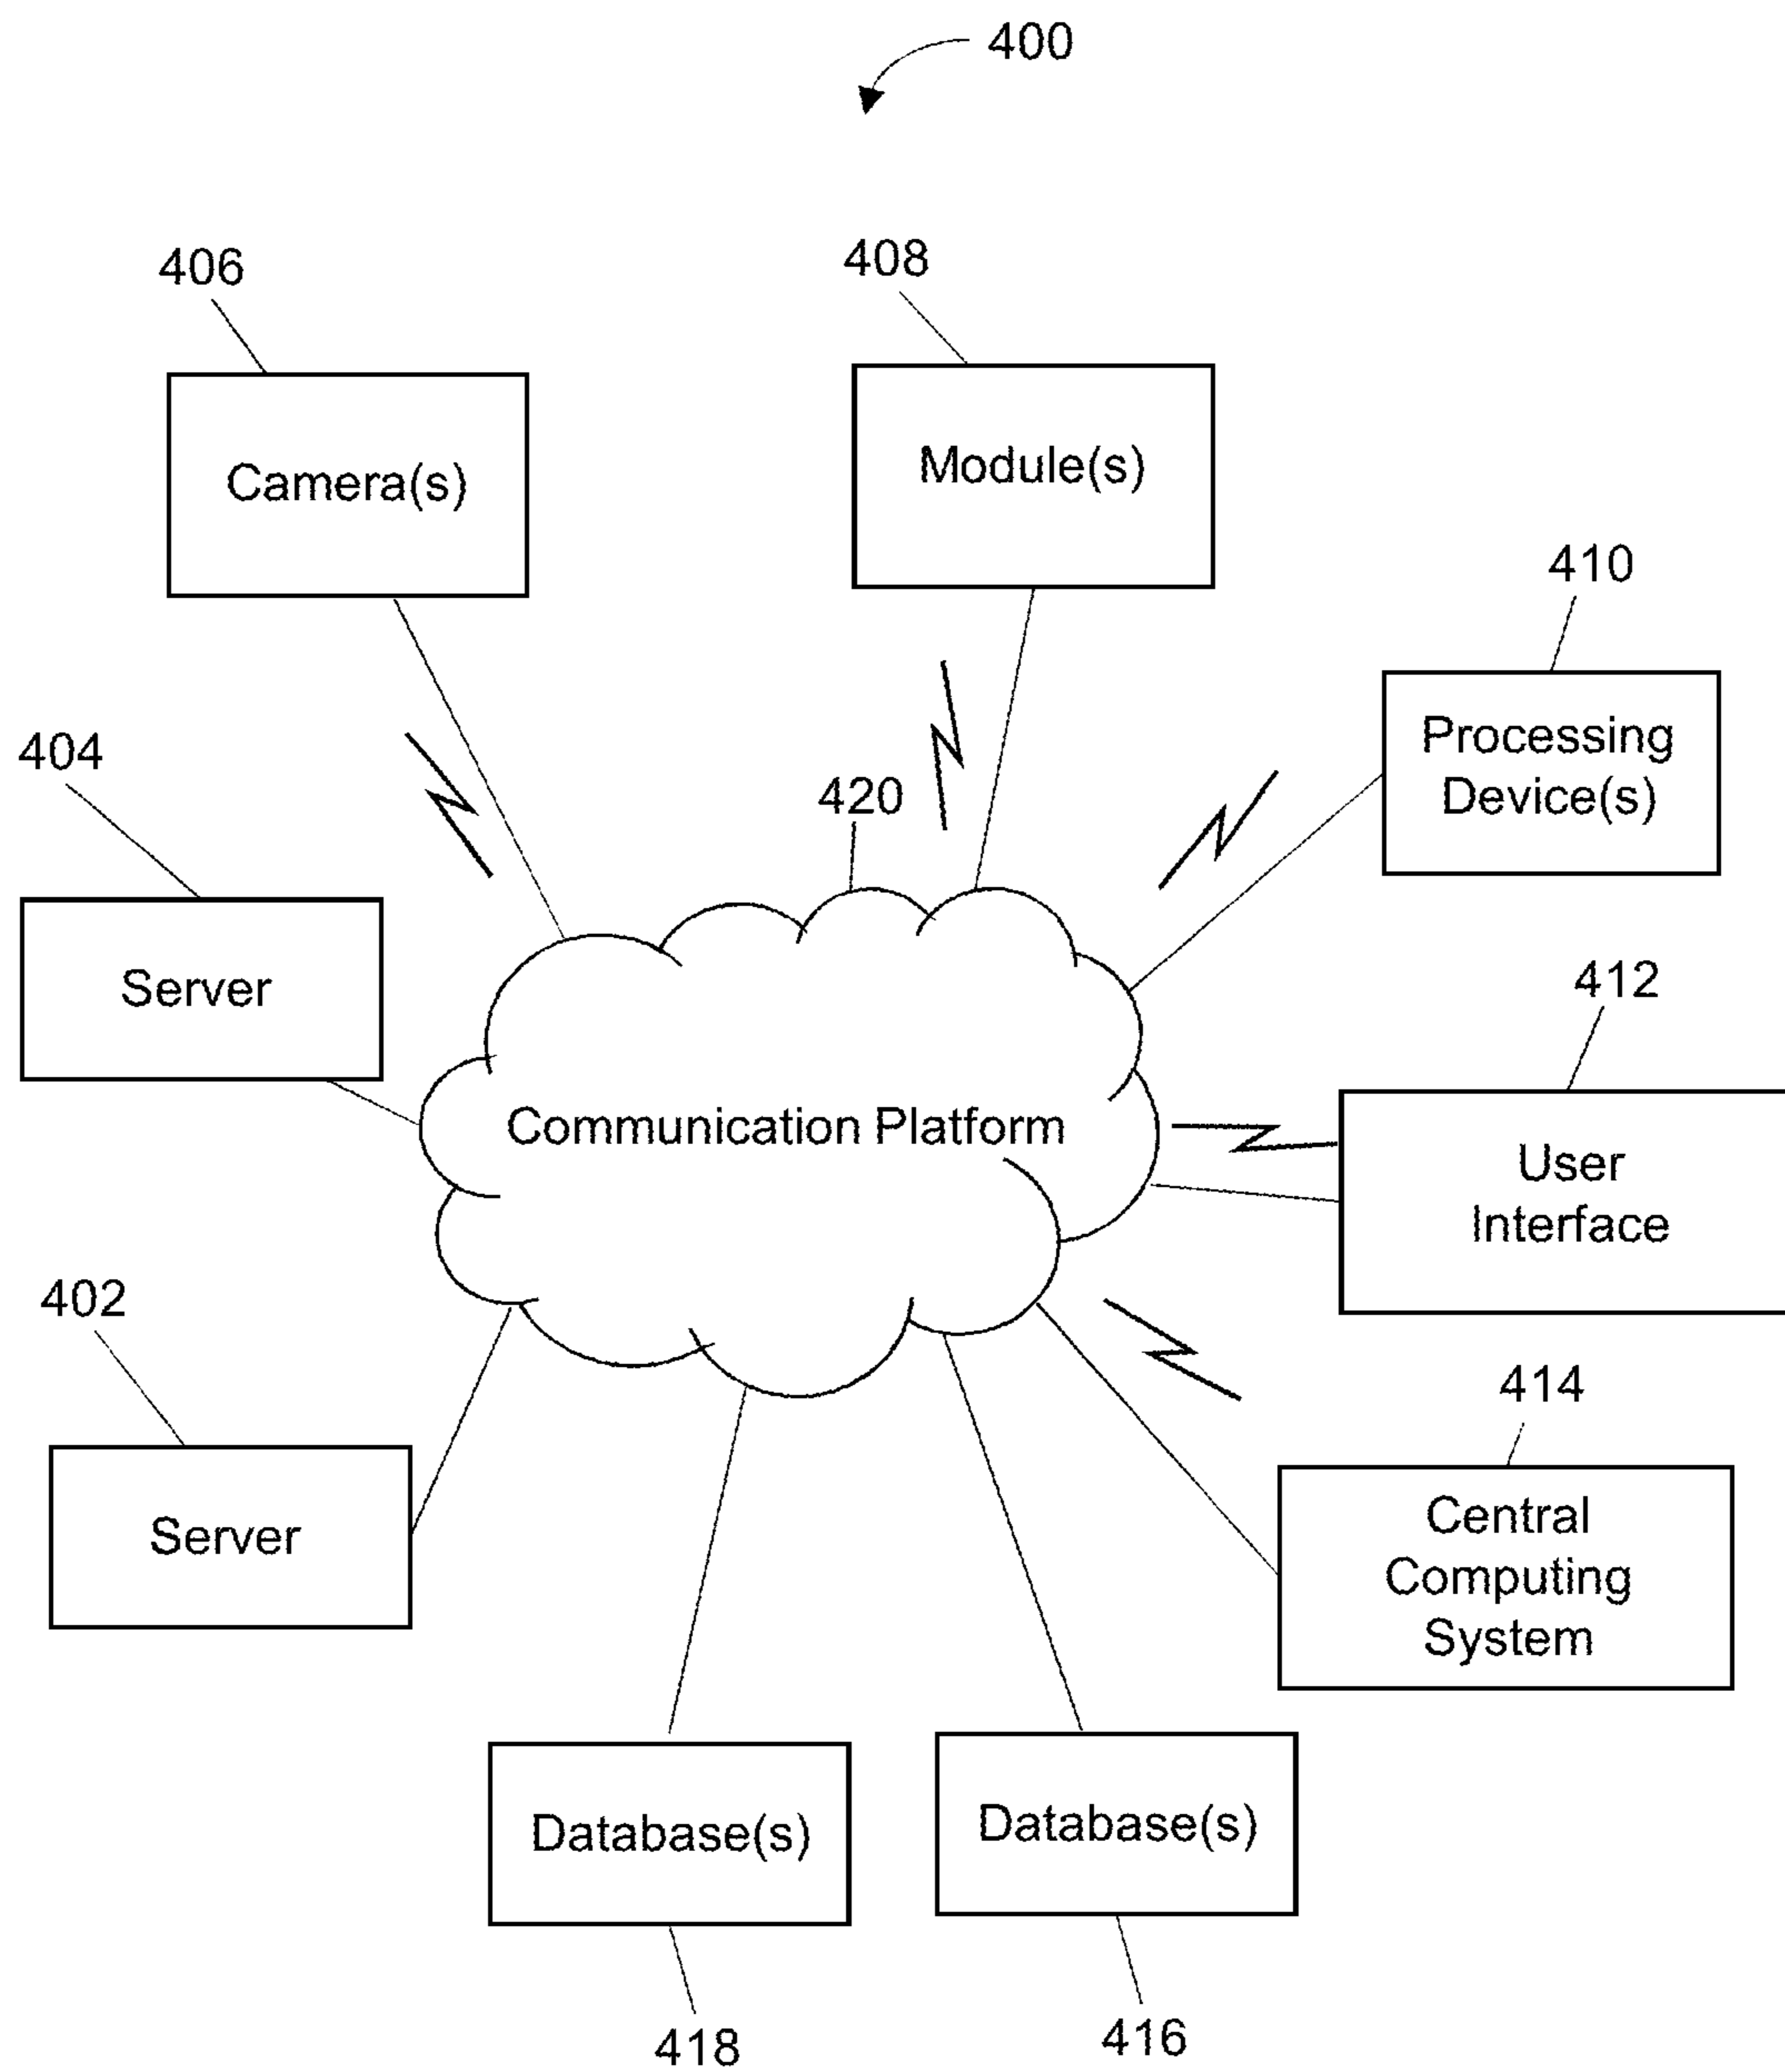 400
406
408
Camera(s)
Module(s)
410
Processing
Device(s)
404
420
Server
412
Communication Platform
User
Interface
402
414
Server
Central
Computing
System
Database(s)
Database(s)
418
416